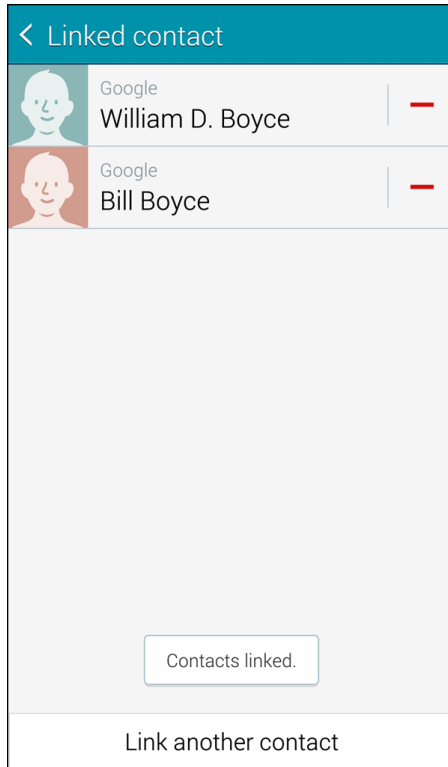 Linked contact
Google
William D. Boyce
Google
Bill Boyce
Contacts linked.
Link another contact